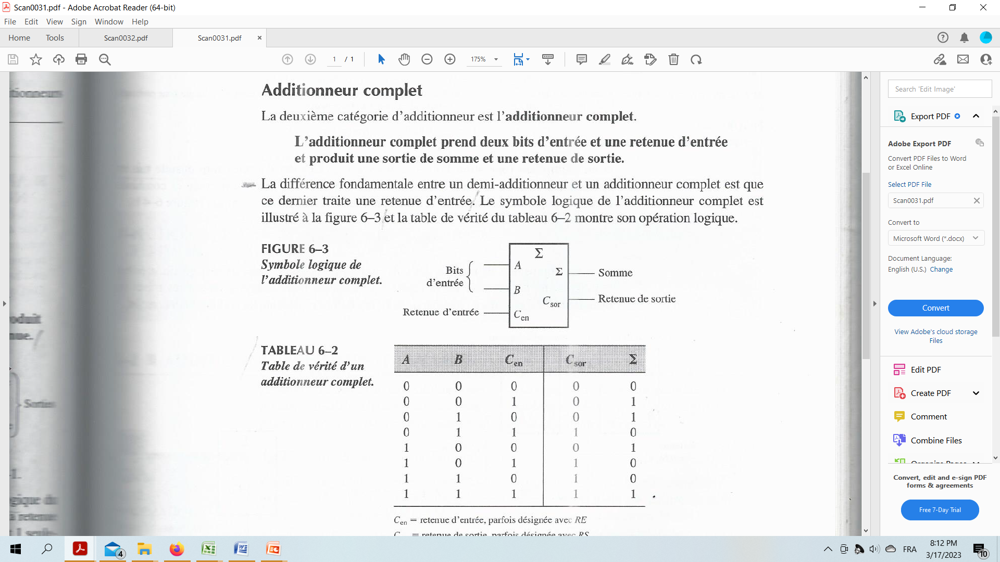 Scan0031.pdf - Adobe Acrobat Reader (64-bit)
File Edit View Sign Window Help
Home Tools Scan0032.pdf Scan0031.pdf
1 / 1 175%
Additionneur complet
La deuxième catégorie d'additionneur est l'additionneur complet.
L'additionneur complet prend deux bits d'entrée et une retenue d'entrée
et produit une sortie de somme et une retenue de sortie.
La différence fondamentale entre un demi-additionneur et un additionneur complet est que
ce dernier traite une retenue d'entrée. Le symbole logique de l'additionneur complet est
illustré à la figure 6–3 et la table de vérité du tableau 6–2 montre son opération logique.
FIGURE 6–3
Symbole logique de
l'additionneur complet.
Bits
d'entrée
Retenue d'entrée
Σ
A
B
Cen
Σ
Csor
Somme
Retenue de sortie
TABLEAU 6–2
Table de vérité d'un
additionneur complet.
A B Cen Csor Σ
0 0 0 0 0
0 0 1 0 1
0 1 0 0 1
0 1 1 1 0
1 0 0 0 1
1 0 1 1 0
1 1 0 1 0
1 1 1 1 1
Cen = retenue d'entrée, parfois désignée avec RE
= retenue de sortie, parfois désignée avec RS
Search 'Edit Image'
Export PDF
Adobe Export PDF
Convert PDF Files to Word
or Excel Online
Select PDF File
Scan0031.pdf
Convert to
Microsoft Word (*.docx)
Document Language:
English (U.S.) Change
Convert
View Adobe's cloud storage
Files
Edit PDF
Create PDF
Comment
Combine Files
Organize Pages
Convert, edit and e-sign PDF
forms & agreements
Free 7-Day Trial
4
FRA
8:12 PM
3/17/2023
10